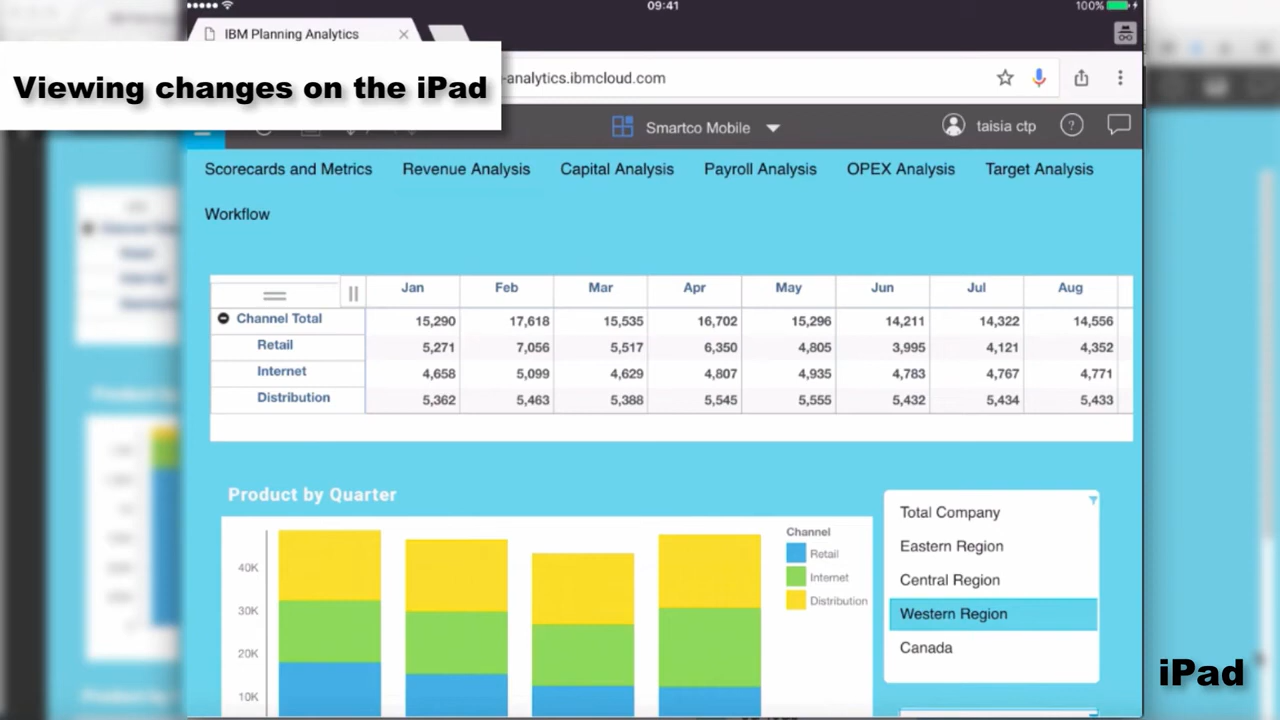 09:41
100%
IBM Planning Analytics
Viewing changes on the iPad
-analytics.ibmcloud.com
Smartco Mobile
taisia ctp
?
Scorecards and Metrics Revenue Analysis Capital Analysis Payroll Analysis OPEX Analysis Target Analysis
Workflow
Jan Feb Mar Apr May Jun Jul Aug
Channel Total 15,290 17,618 15,535 16,702 15,296 14,211 14,322 14,556
Retail 5,271 7,056 5,517 6,350 4,805 3,995 4,121 4,352
Internet 4,658 5,099 4,629 4,807 4,935 4,783 4,767 4,771
Distribution 5,362 5,463 5,388 5,545 5,555 5,432 5,434 5,433
Product by Quarter
40K
30K
20K
10K
Channel
Retail
Internet
Distribution
Total Company
Eastern Region
Central Region
Western Region
Canada
iPad